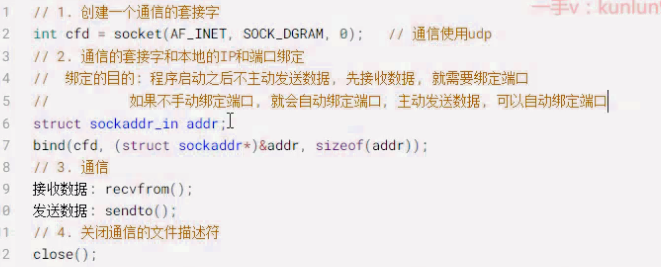 一手v：kunlun
1 // 1. 创建一个通信的套接字
2 int cfd = socket(AF_INET, SOCK_DGRAM, 0); // 通信使用udp
3 // 2. 通信的套接字和本地的IP和端口绑定
4 // 绑定的目的: 程序启动之后不主动发送数据, 先接收数据, 就需要绑定端口
5 // 如果不手动绑定端口, 就会自动绑定端口, 主动发送数据, 可以自动绑定端口
6 struct sockaddr_in addr;
7 bind(cfd, (struct sockaddr*)&addr, sizeof(addr));
8 // 3. 通信
9 接收数据: recvfrom();
0 发送数据: sendto();
1 // 4. 关闭通信的文件描述符
2 close();